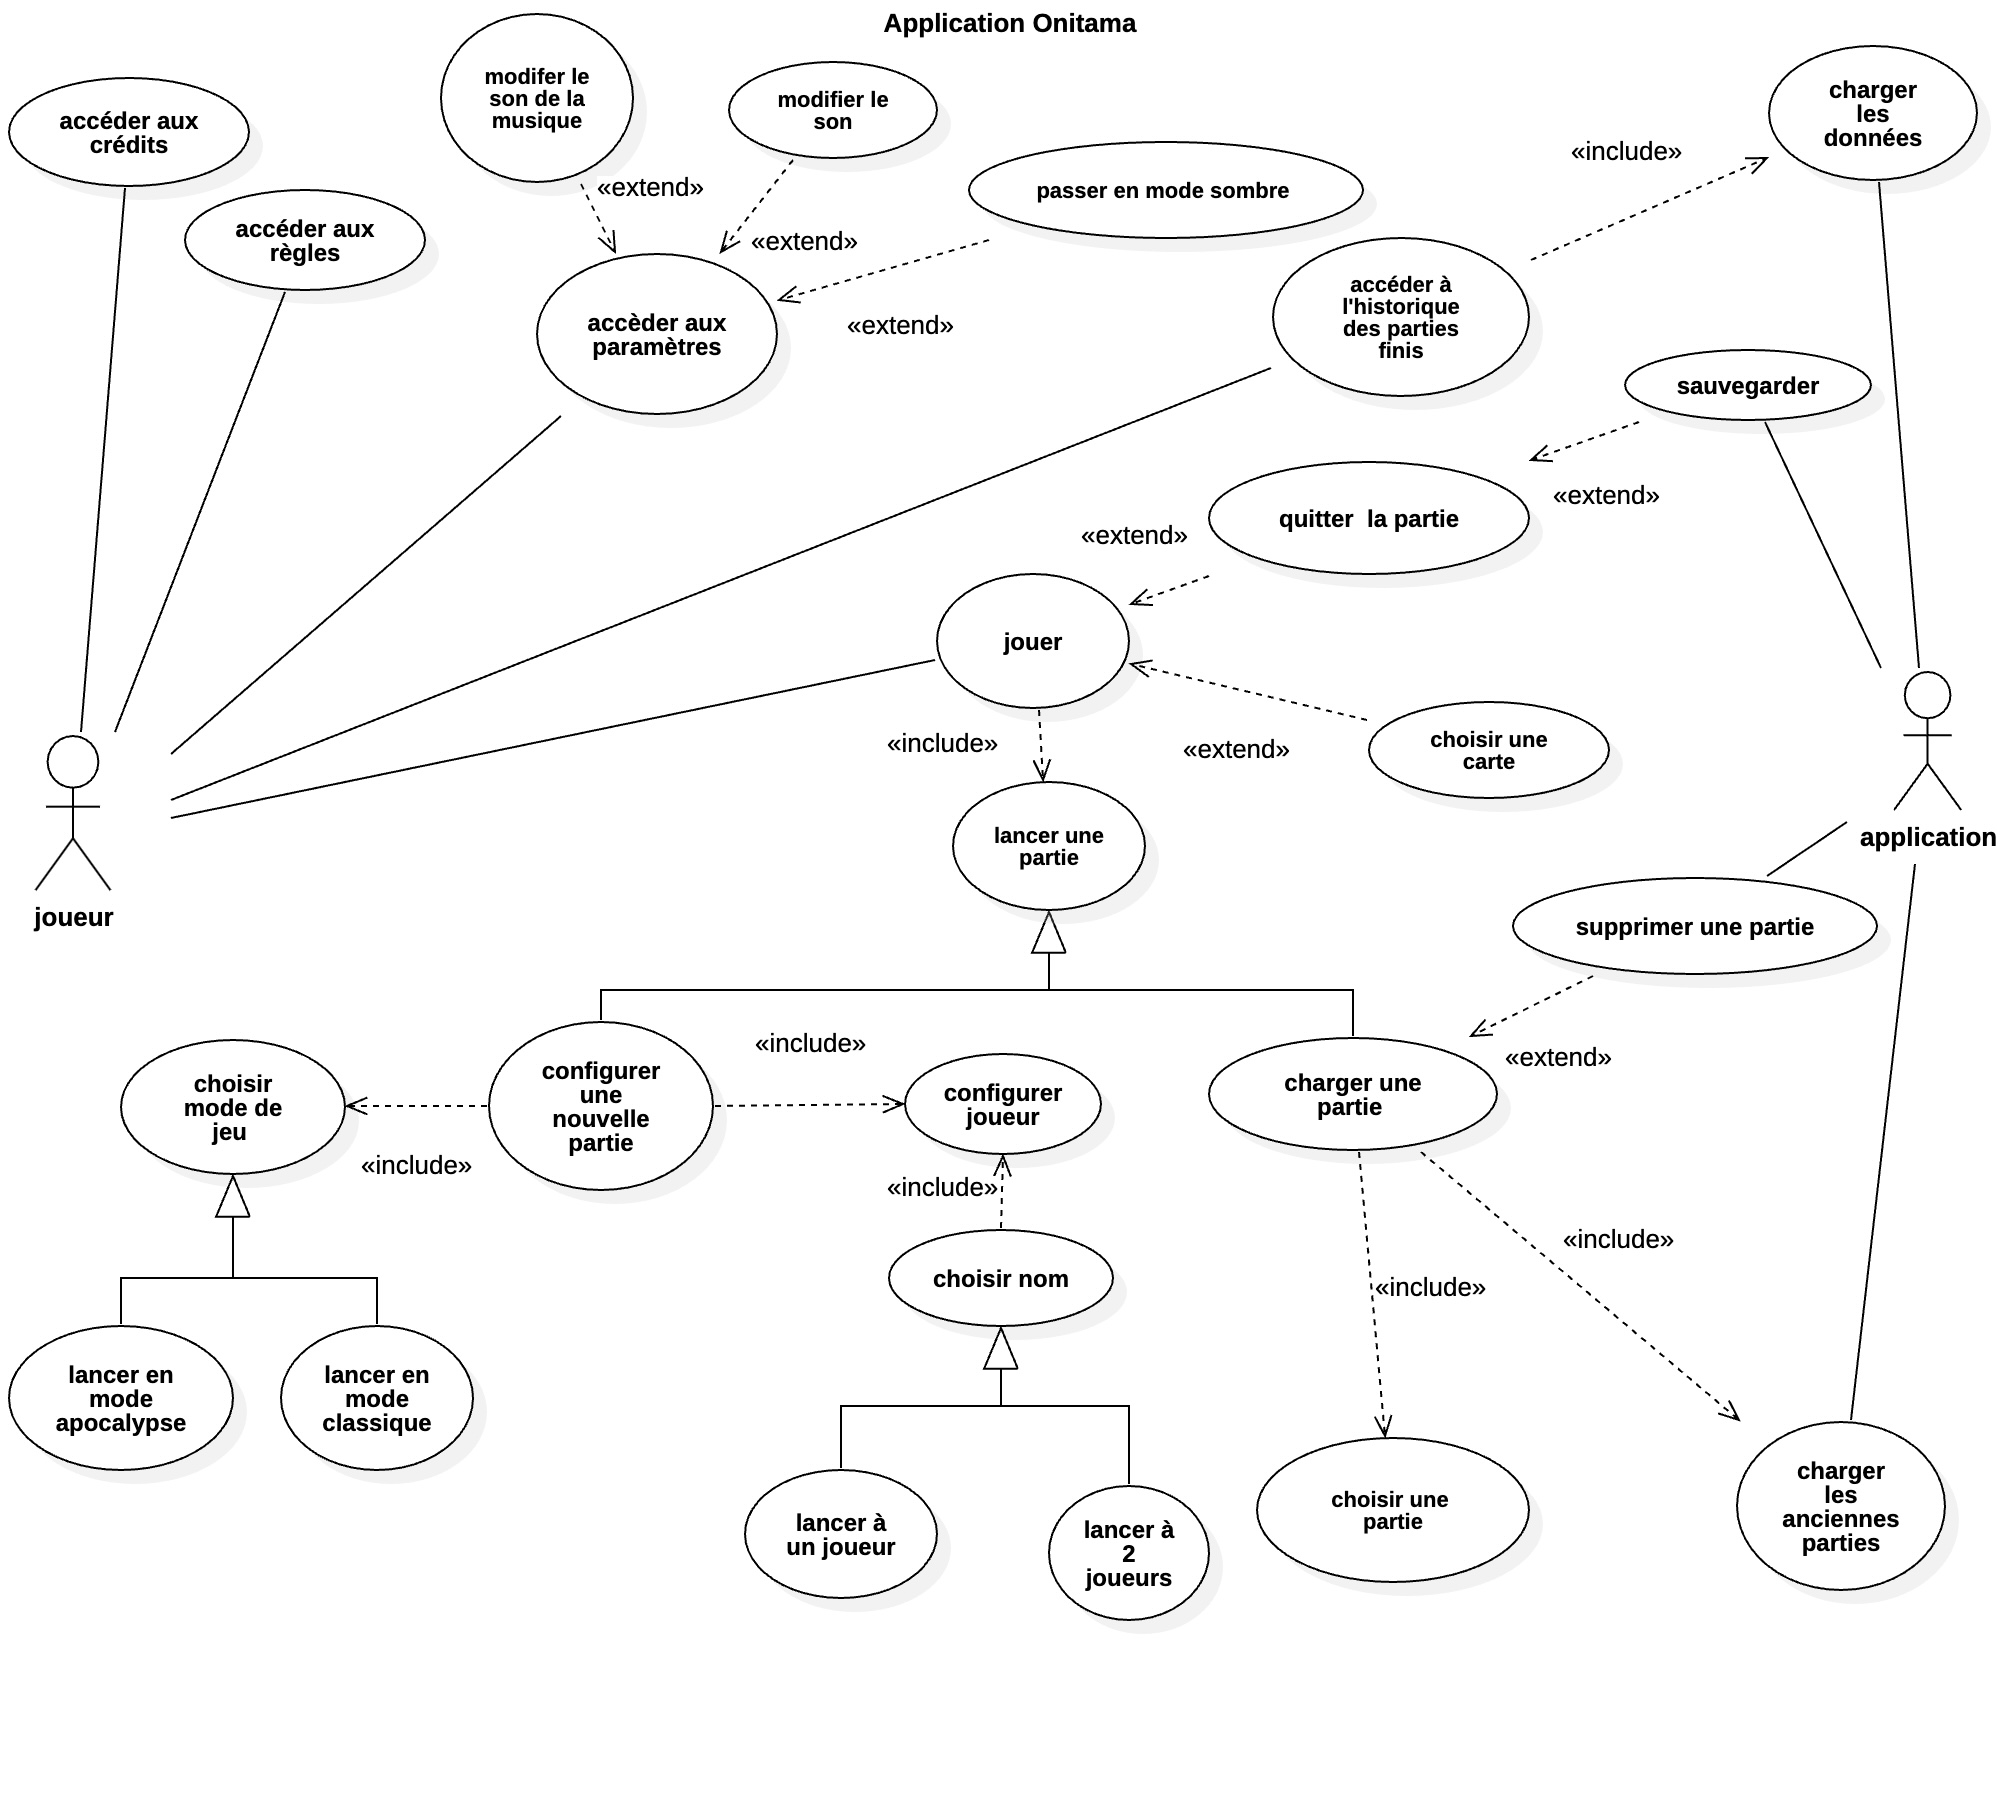 Application Onitama
modifer le
son de la
musique
modifier le
son
charger
les
données
accéder aux
crédits
«include»
«extend»
passer en mode sombre
accéder aux
règles
«extend»
accéder à
l'historique
des parties
finis
accèder aux
paramètres
«extend»
sauvegarder
«extend»
quitter  la partie
«extend»
jouer
«include»
«extend»
choisir une
carte
lancer une
partie
application
joueur
supprimer une partie
«include»
«extend»
choisir
mode de
jeu
configurer
une
nouvelle
partie
configurer
joueur
charger une
partie
«include»
«include»
«include»
choisir nom
«include»
lancer en
mode
apocalypse
lancer en
mode
classique
lancer à
un joueur
lancer à
2
joueurs
choisir une
partie
charger
les
anciennes
parties